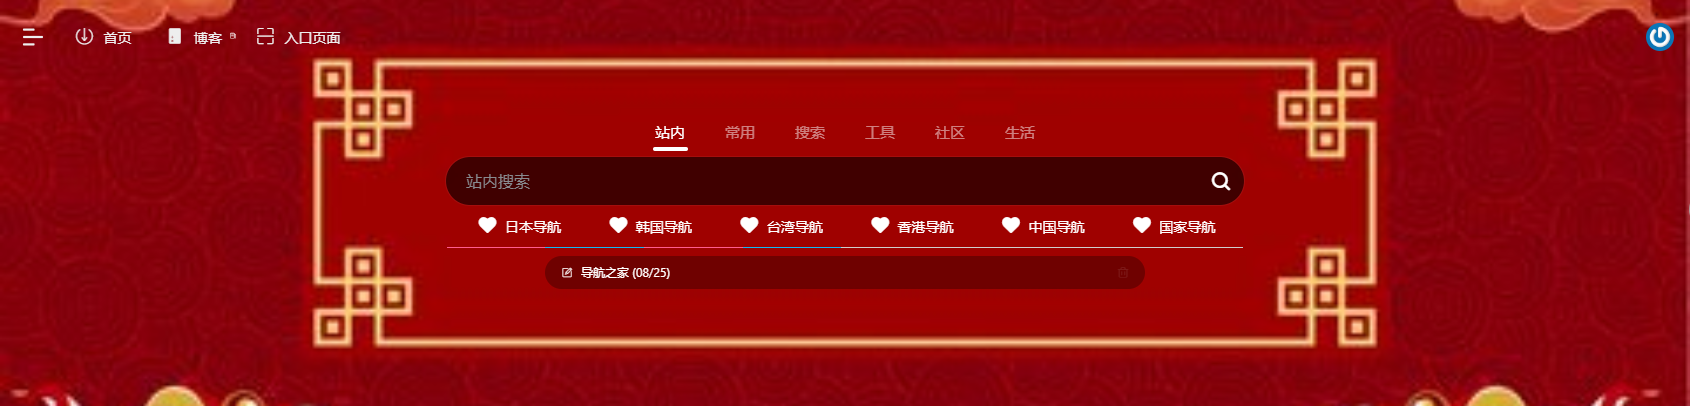 首页 博客 入口页面
站内 常用 搜索 工具 社区 生活
站内搜索
日本导航 韩国导航 台湾导航 香港导航 中国导航 国家导航
导航之家 (08/25)